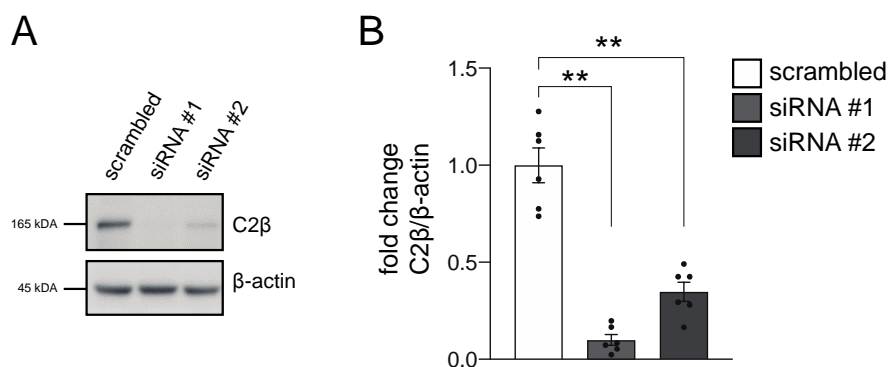 A
scrambled
siRNA #1
siRNA #2
165 kDA
C2β
45 kDA
β-actin
B
fold change
C2β/β-actin
1.5
1.0
0.5
0.0
**
**
scrambled
siRNA #1
siRNA #2